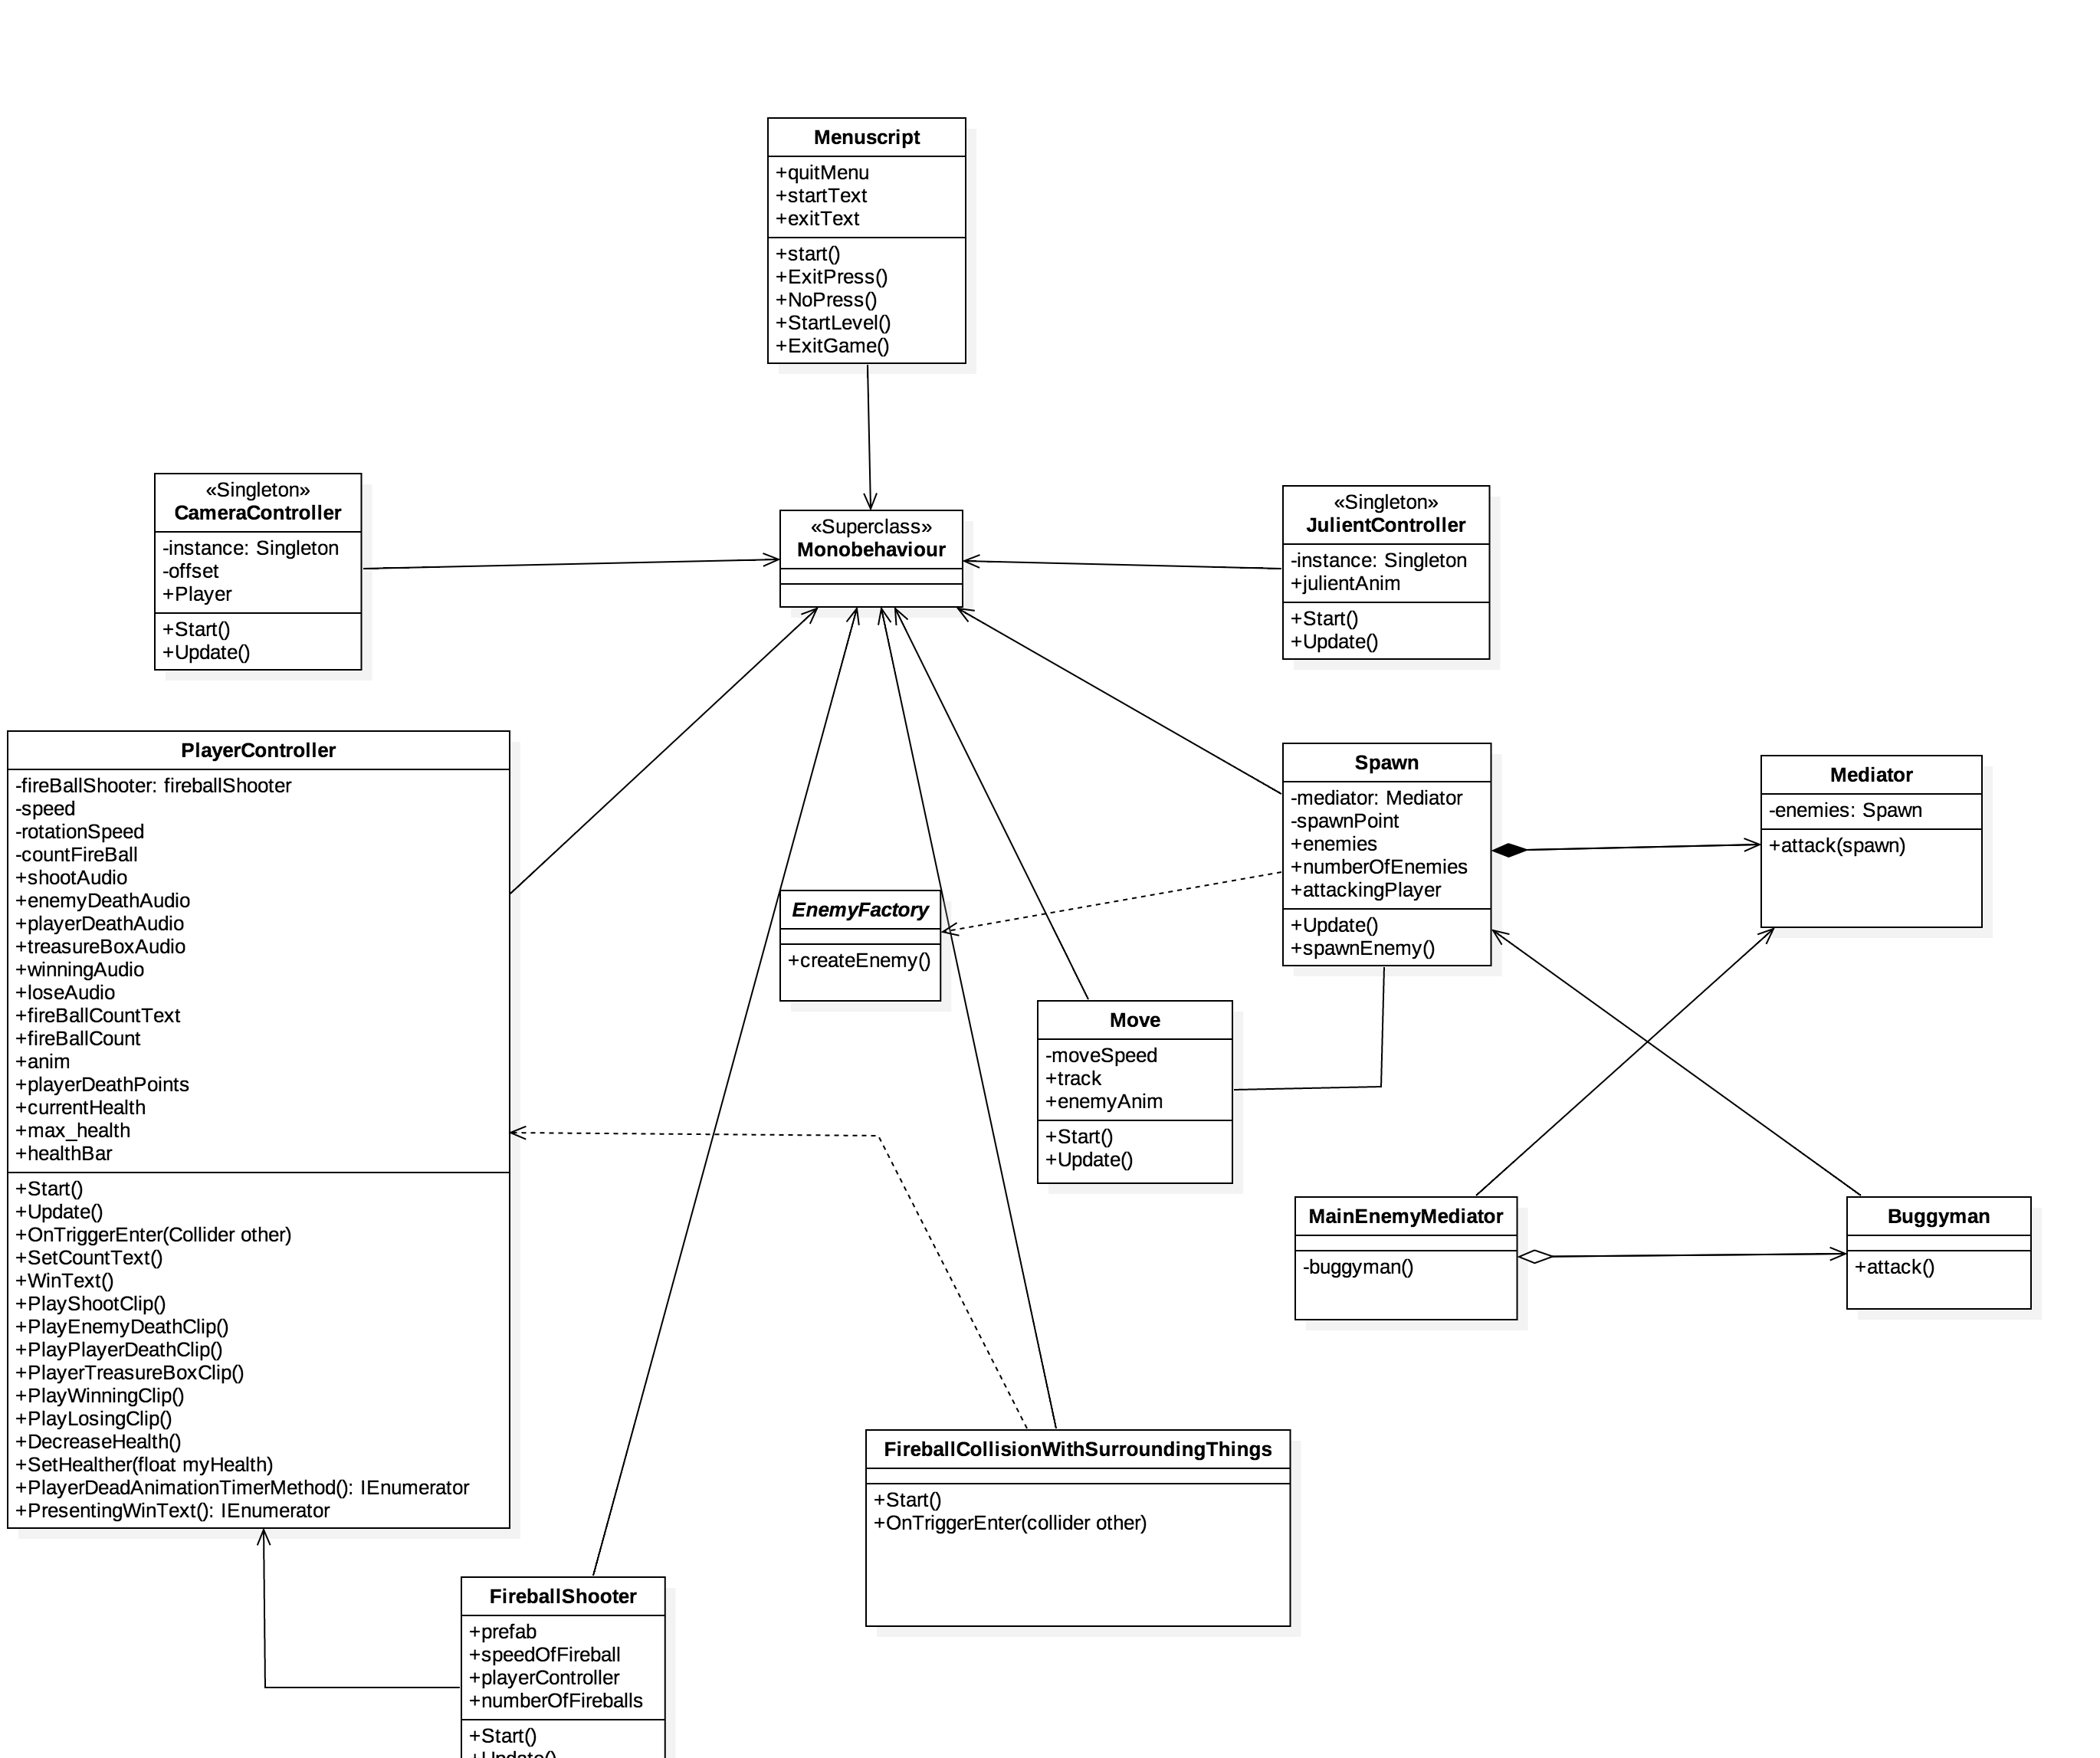 Menuscript
+quitMenu
+startText
+exitText
+start()
+ExitPress()
+NoPress()
+StartLevel()
+ExitGame()
«Singleton»
CameraController
-instance: Singleton
-offset
+Player
+Start()
+Update()
«Superclass»
Monobehaviour
«Singleton»
JulientController
-instance: Singleton
+julientAnim
+Start()
+Update()
PlayerController
-fireBallShooter: fireballShooter
-speed
-rotationSpeed
-countFireBall
+shootAudio
+enemyDeathAudio
+playerDeathAudio
+treasureBoxAudio
+winningAudio
+loseAudio
+fireBallCountText
+fireBallCount
+anim
+playerDeathPoints
+currentHealth
+max_health
+healthBar
+Start()
+Update()
+OnTriggerEnter(Collider other)
+SetCountText()
+WinText()
+PlayShootClip()
+PlayEnemyDeathClip()
+PlayPlayerDeathClip()
+PlayerTreasureBoxClip()
+PlayWinningClip()
+PlayLosingClip()
+DecreaseHealth()
+SetHealther(float myHealth)
+PlayerDeadAnimationTimerMethod(): IEnumerator
+PresentingWinText(): IEnumerator
EnemyFactory
+createEnemy()
Spawn
-mediator: Mediator
-spawnPoint
+enemies
+numberOfEnemies
+attackingPlayer
+Update()
+spawnEnemy()
Mediator
-enemies: Spawn
+attack(spawn)
Move
-moveSpeed
+track
+enemyAnim
+Start()
+Update()
MainEnemyMediator
-buggyman()
Buggyman
+attack()
FireballCollisionWithSurroundingThings
+Start()
+OnTriggerEnter(collider other)
FireballShooter
+prefab
+speedOfFireball
+playerController
+numberOfFireballs
+Start()
+Update()